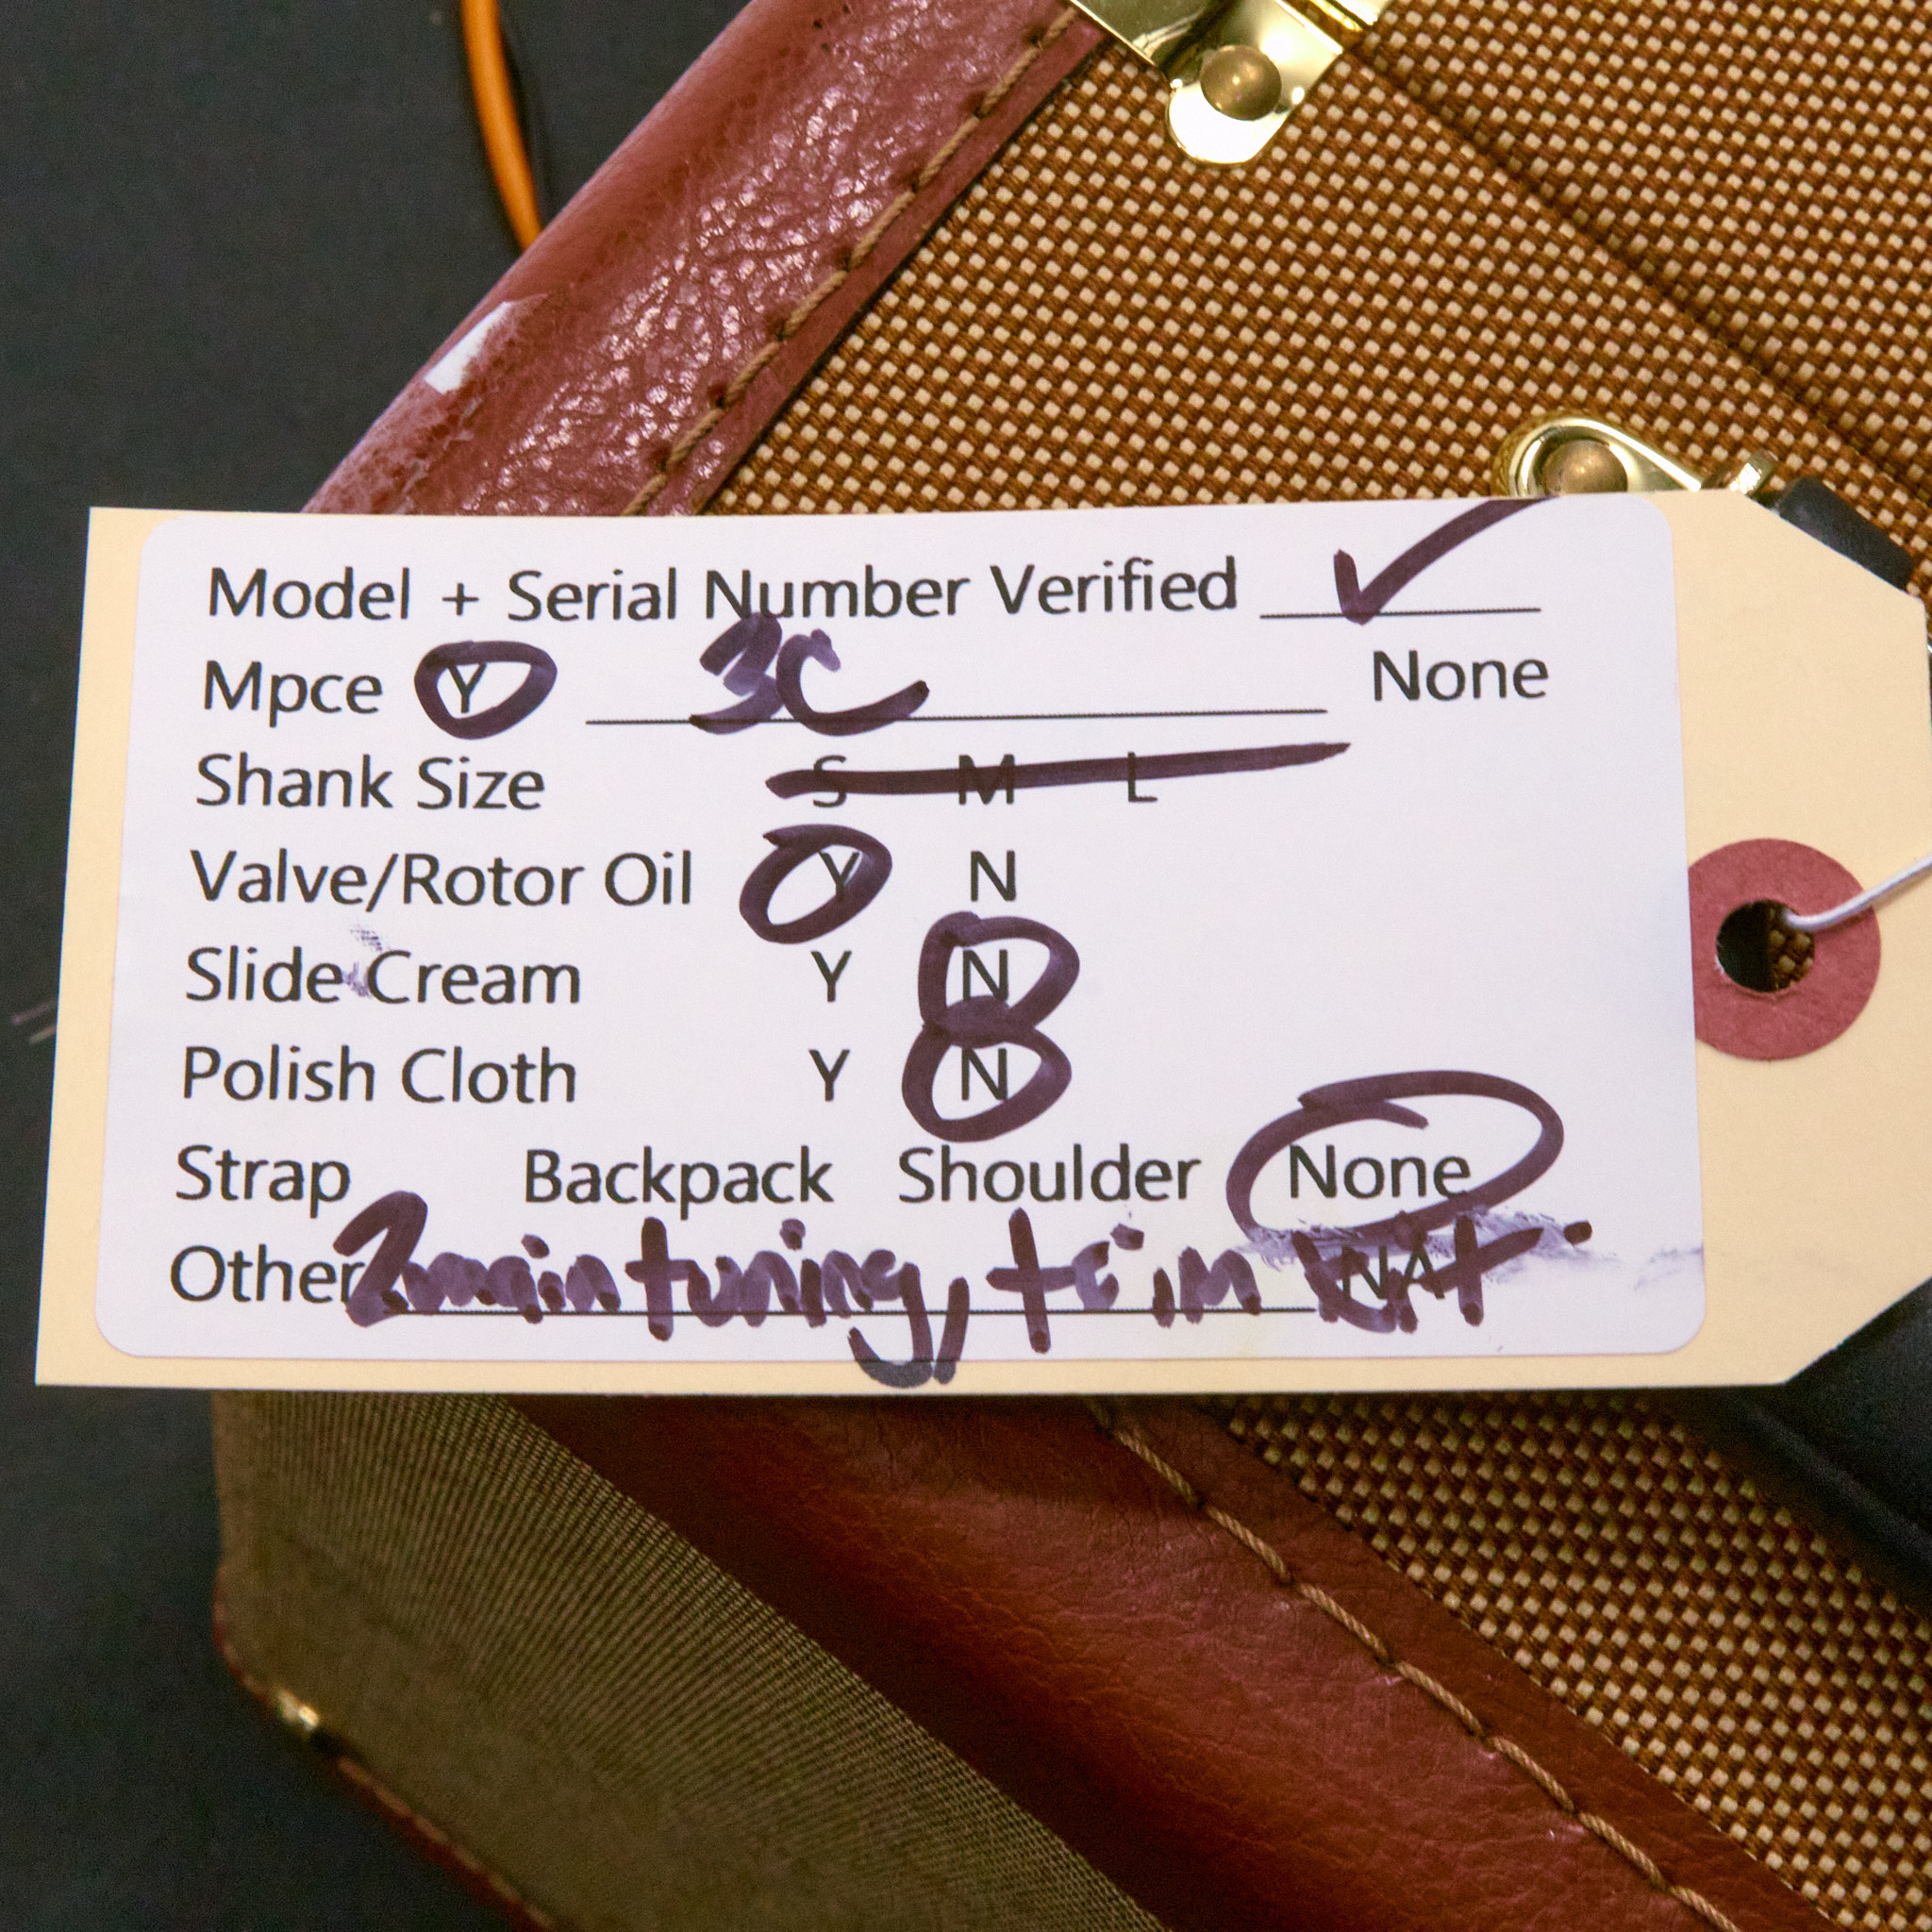 Model + Serial Number Verified ✓
Mpce Y 3C None
Shank Size S M L
Valve/Rotor Oil Y N
Slide Cream Y N
Polish Cloth Y N
Strap Backpack Shoulder None
Other 2 main tuning, NA